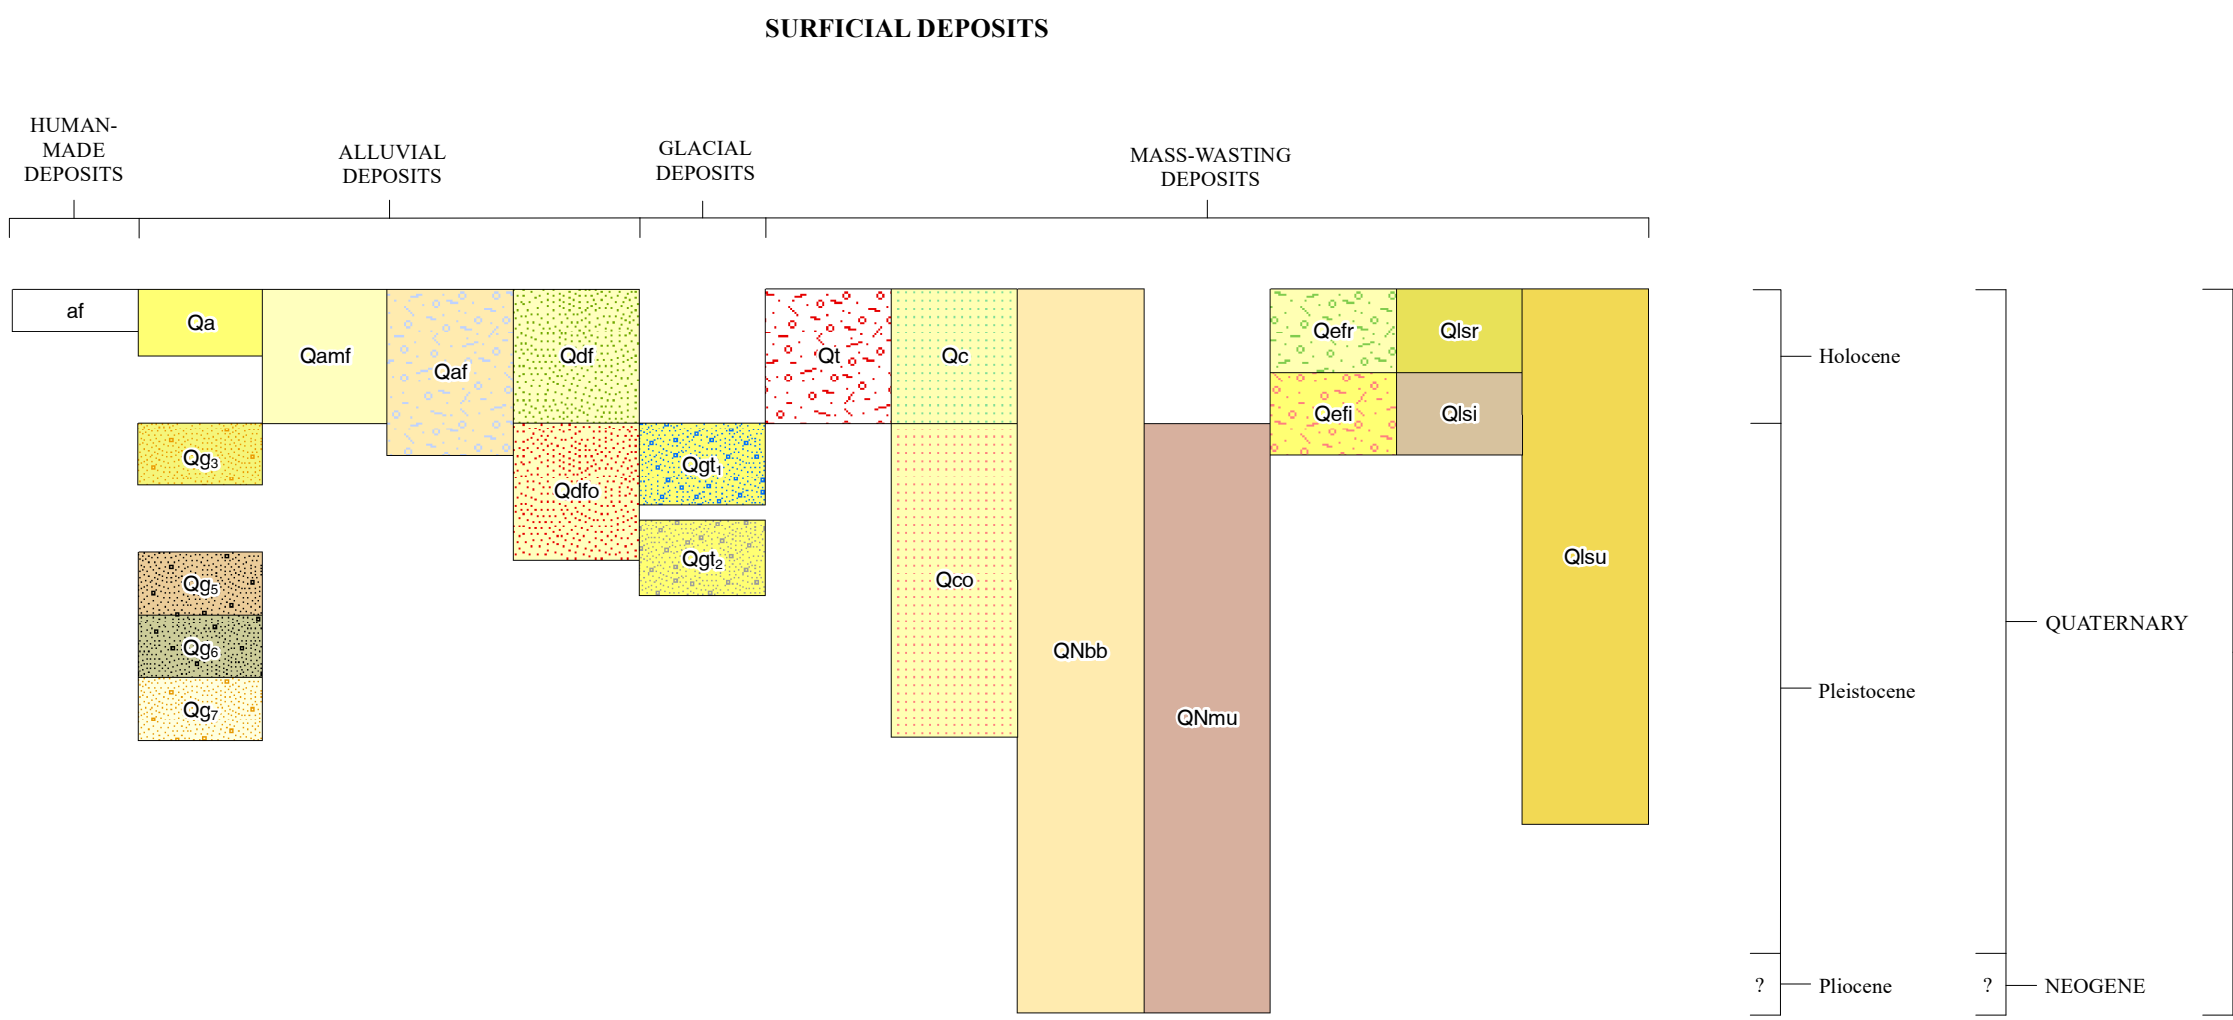 SURFICIAL DEPOSITS
HUMAN-
MADE
DEPOSITS
ALLUVIAL
DEPOSITS
GLACIAL
DEPOSITS
MASS-WASTING
DEPOSITS
af
Qa
Qamf
Qaf
Qdf
Qt
Qc
Qefr
Qlsr
Holocene
Qefi
Qlsi
Qg3
Qgt1
Qdfo
Qgt2
Qlsu
Qg5
Qco
Qg6
QNbb
QUATERNARY
Qg7
QNmu
Pleistocene
? Pliocene
? NEOGENE